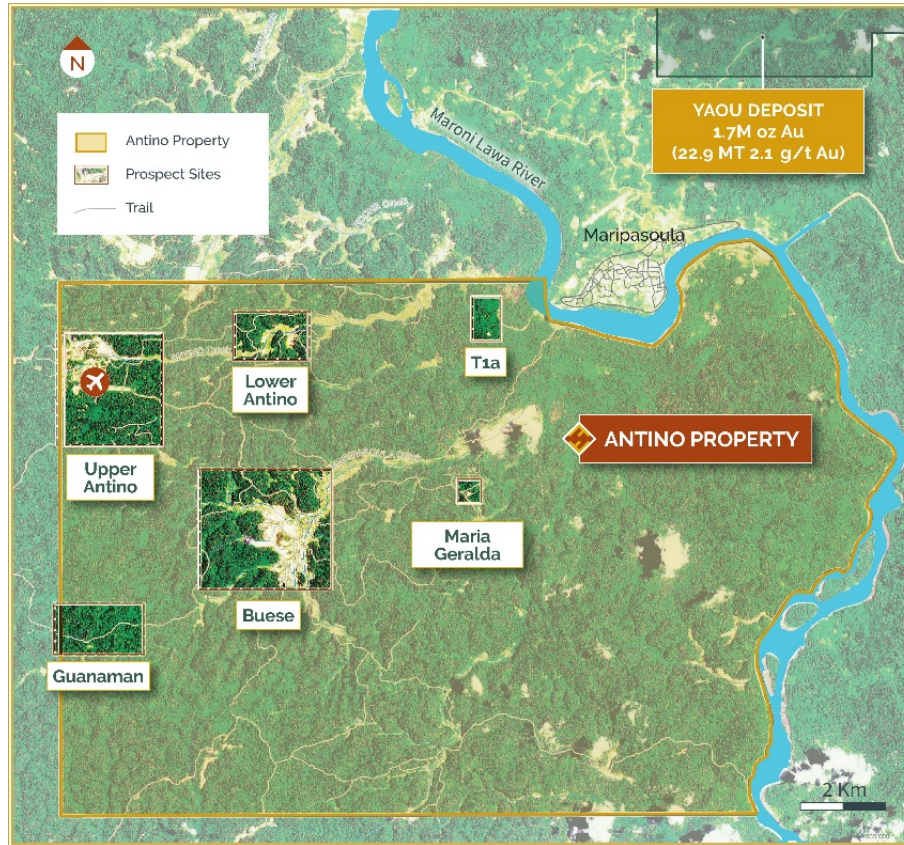 N
YAOU DEPOSIT
1.7M oz Au
(22.9 MT 2.1 g/t Au)
Antino Property
Prospect Sites
Trail
Maroni Lawa River
Maripasoula
T1a
Lower
Antino
ANTINO PROPERTY
Upper
Antino
Maria
Geralda
Buese
Guanaman
2 Km